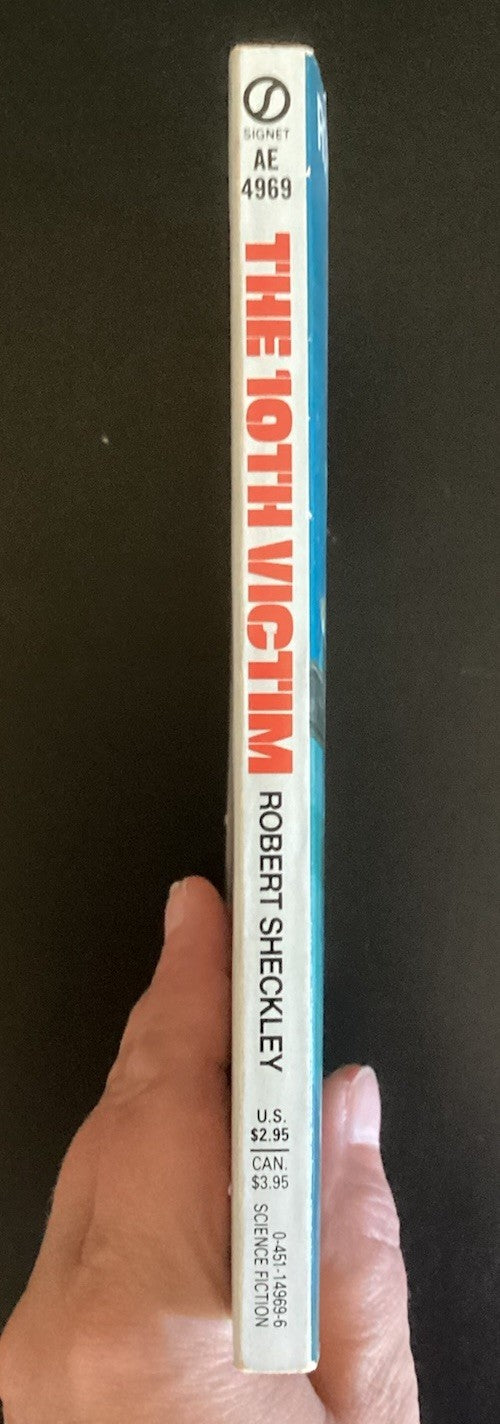 SIGNET
AE
4969
THE 10TH VICTIM
ROBERT SHECKLEY
U.S.
$2.95
CAN.
$3.95
0-451-14969-6
SCIENCE FICTION